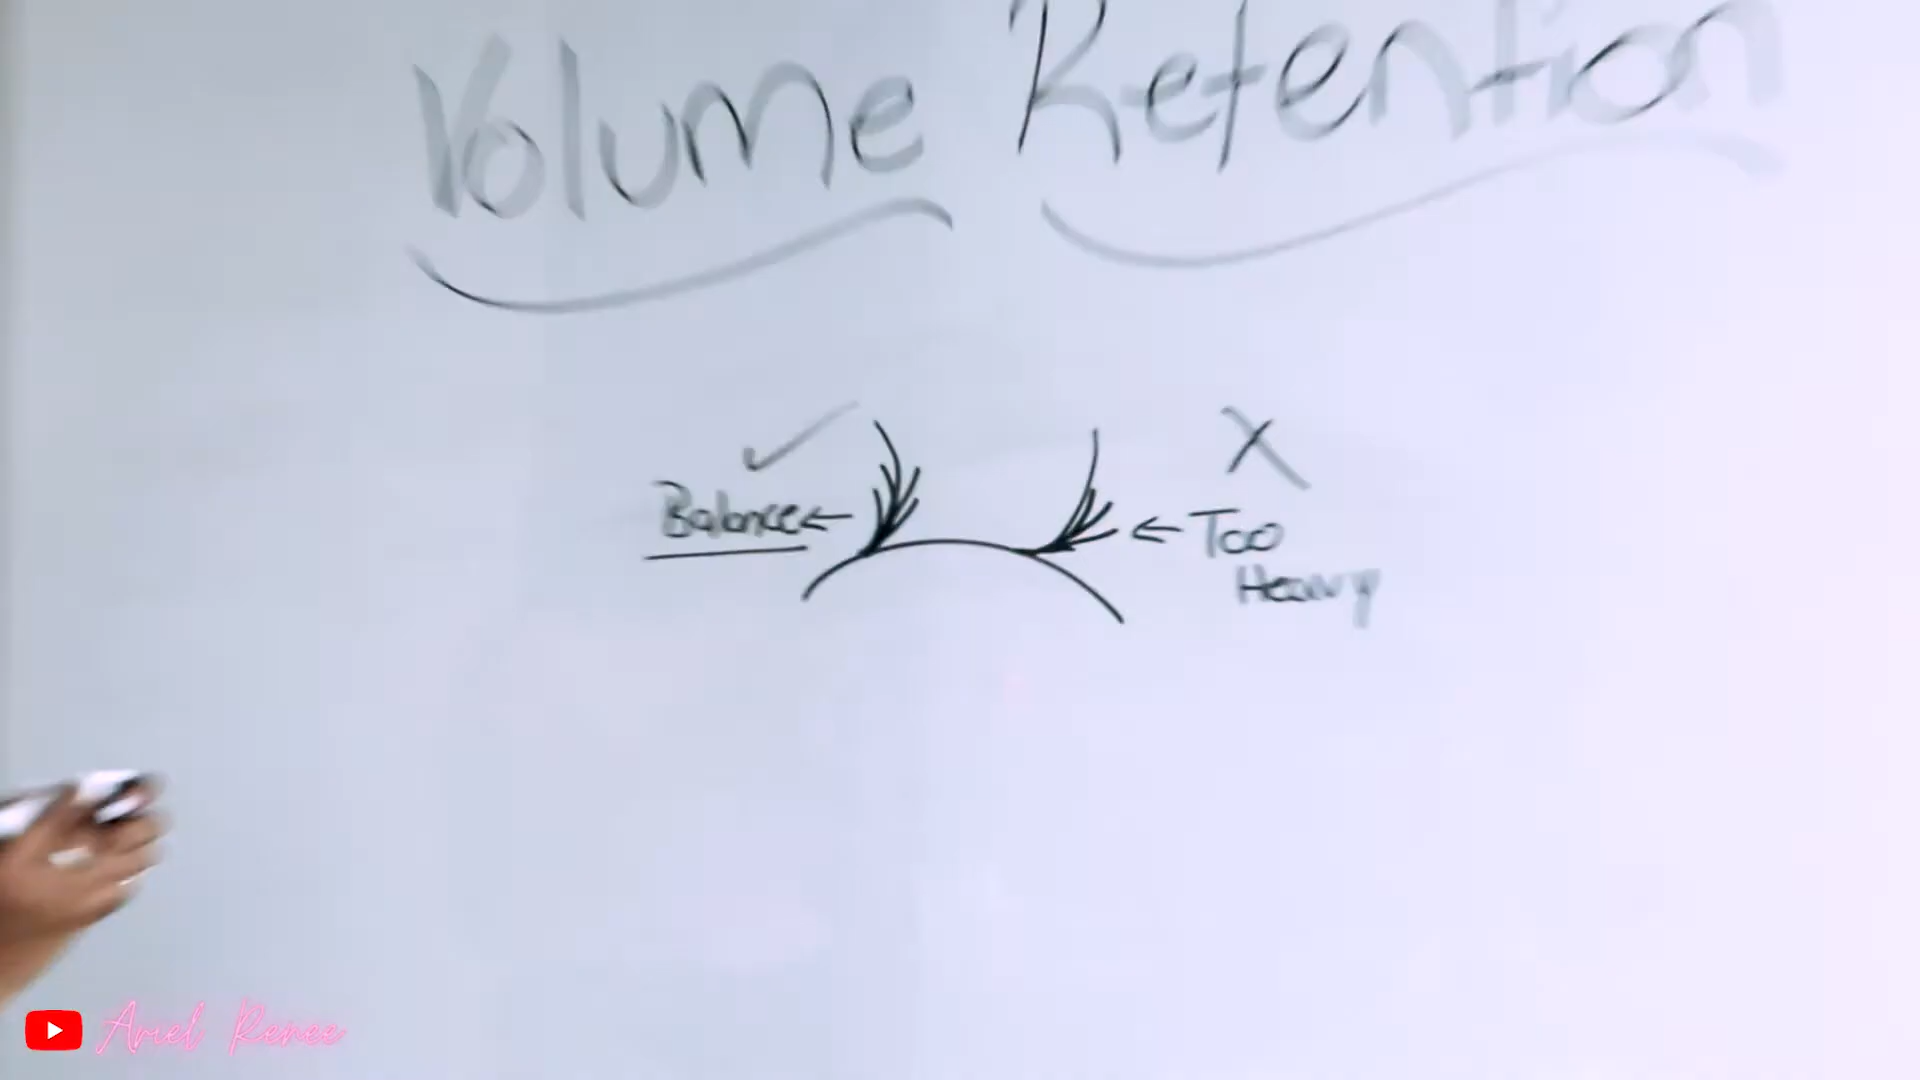 Volume Retention
Balance ← ← Too
Heavy
Ariel Renee